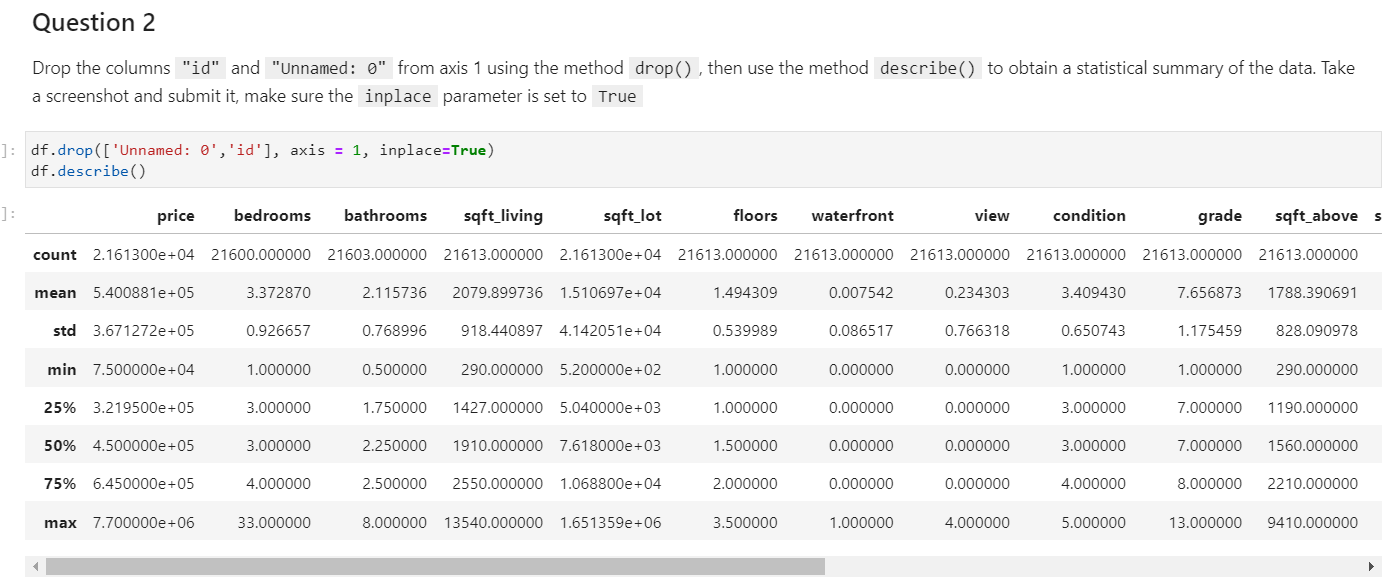 Question 2
Drop the columns "id" and "Unnamed: 0" from axis 1 using the method drop(), then use the method describe() to obtain a statistical summary of the data. Take
a screenshot and submit it, make sure the inplace parameter is set to True
]: df.drop(['Unnamed: 0','id'], axis = 1, inplace=True)
df.describe()
]: price bedrooms bathrooms sqft_living sqft_lot floors waterfront view condition grade sqft_above s
count 2.161300e+04 21600.000000 21603.000000 21613.000000 2.161300e+04 21613.000000 21613.000000 21613.000000 21613.000000 21613.000000 21613.000000
mean 5.400881e+05 3.372870 2.115736 2079.899736 1.510697e+04 1.494309 0.007542 0.234303 3.409430 7.656873 1788.390691
std 3.671272e+05 0.926657 0.768996 918.440897 4.142051e+04 0.539989 0.086517 0.766318 0.650743 1.175459 828.090978
min 7.500000e+04 1.000000 0.500000 290.000000 5.200000e+02 1.000000 0.000000 0.000000 1.000000 1.000000 290.000000
25% 3.219500e+05 3.000000 1.750000 1427.000000 5.040000e+03 1.000000 0.000000 0.000000 3.000000 7.000000 1190.000000
50% 4.500000e+05 3.000000 2.250000 1910.000000 7.618000e+03 1.500000 0.000000 0.000000 3.000000 7.000000 1560.000000
75% 6.450000e+05 4.000000 2.500000 2550.000000 1.068800e+04 2.000000 0.000000 0.000000 4.000000 8.000000 2210.000000
max 7.700000e+06 33.000000 8.000000 13540.000000 1.651359e+06 3.500000 1.000000 4.000000 5.000000 13.000000 9410.000000